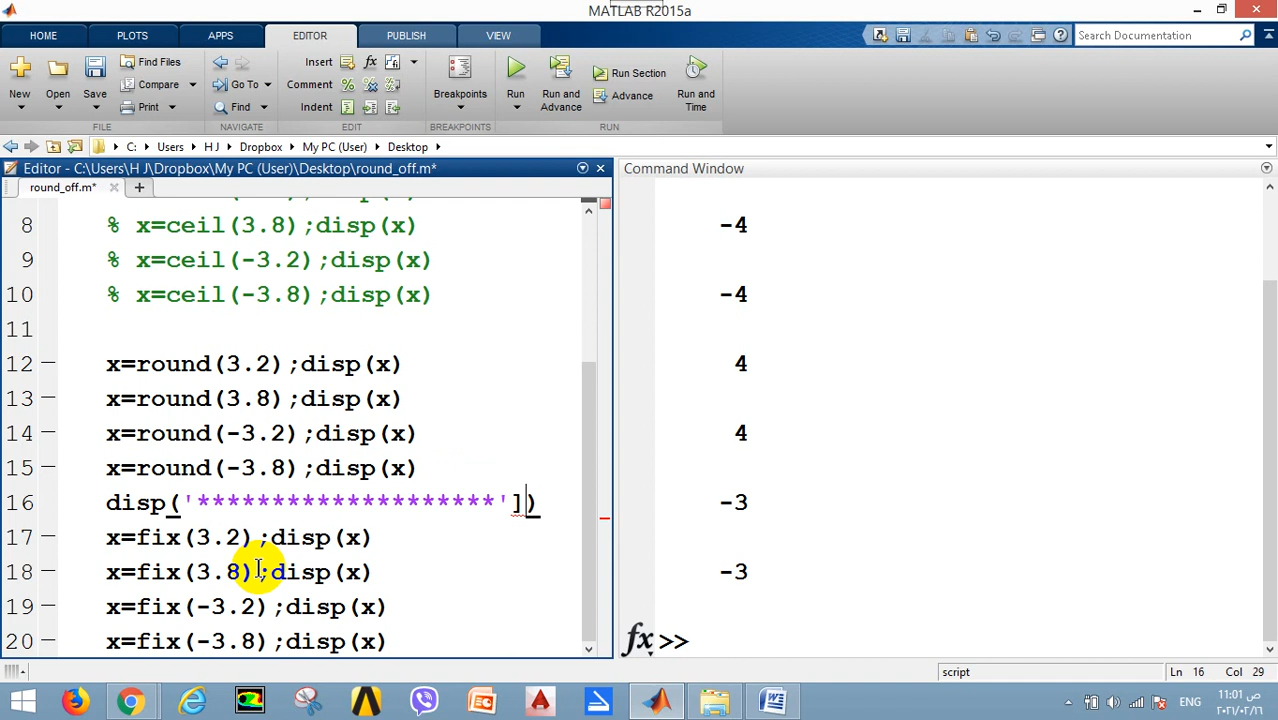 MATLAB R2015a
HOME PLOTS APPS EDITOR PUBLISH VIEW Search Documentation
New Open Save Find Files Compare Print
Go To Find
Insert fx Comment Indent
Breakpoints
Run Run and Advance Run Section Advance Run and Time
FILE NAVIGATE EDIT BREAKPOINTS RUN
C: Users H J Dropbox My PC (User) Desktop
Editor - C:\Users\H J\Dropbox\My PC (User)\Desktop\round_off.m*
round_off.m*
8 % x=ceil(3.8);disp(x)
9 % x=ceil(-3.2);disp(x)
10 % x=ceil(-3.8);disp(x)
11
12 x=round(3.2);disp(x)
13 x=round(3.8);disp(x)
14 x=round(-3.2);disp(x)
15 x=round(-3.8);disp(x)
16 disp('********************'])
17 x=fix(3.2);disp(x)
18 x=fix(3.8);disp(x)
19 x=fix(-3.2);disp(x)
20 x=fix(-3.8);disp(x)
Command Window
-4
-4
4
4
-3
-3
fx >>
script Ln 16 Col 29
ENG 11:01 ص